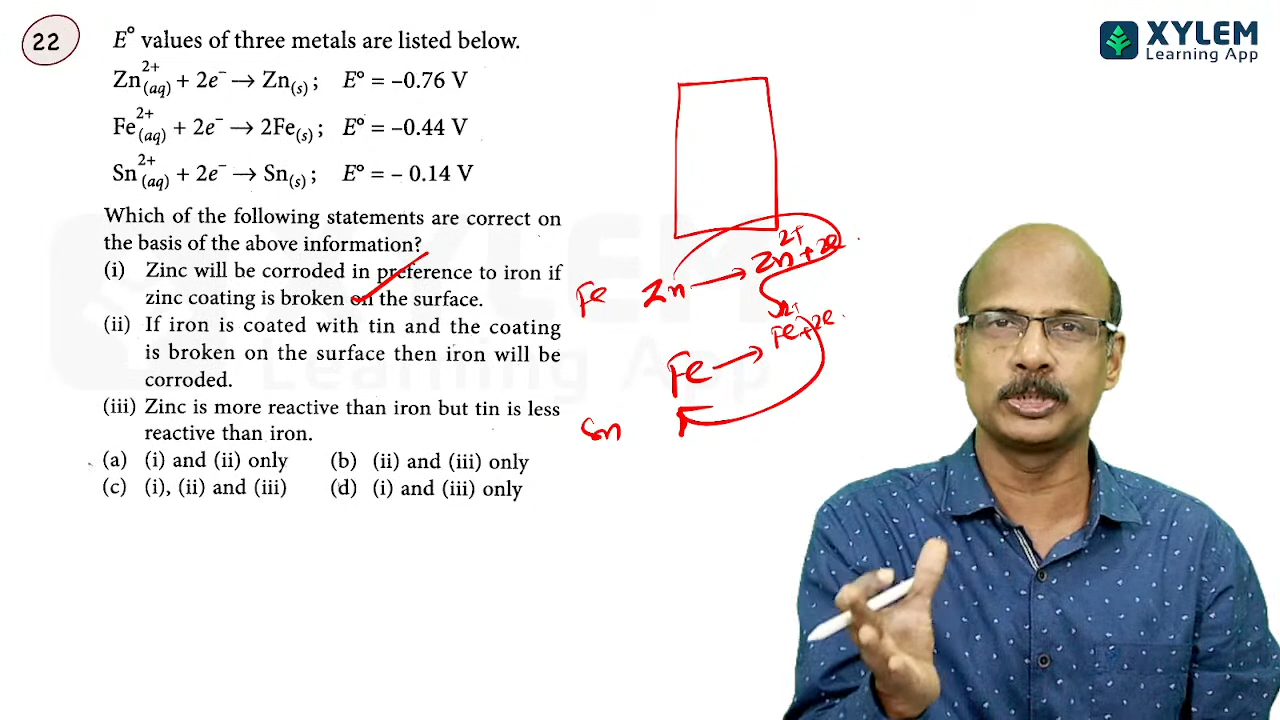 22
E° values of three metals are listed below.
Zn²⁺(aq) + 2e⁻ → Zn(s) ; E° = –0.76 V
Fe²⁺(aq) + 2e⁻ → 2Fe(s) ; E° = –0.44 V
Sn²⁺(aq) + 2e⁻ → Sn(s) ; E° = – 0.14 V
Which of the following statements are correct on
the basis of the above information?
(i) Zinc will be corroded in preference to iron if
zinc coating is broken on the surface.
(ii) If iron is coated with tin and the coating
is broken on the surface then iron will be
corroded.
(iii) Zinc is more reactive than iron but tin is less
reactive than iron.
(a) (i) and (ii) only (b) (ii) and (iii) only
(c) (i), (ii) and (iii) (d) (i) and (iii) only
Fe Zn → Zn²⁺ + 2e
Fe → Fe²⁺ + 2e
Sn
XYLEM
Learning App
XYLEM
Learning App